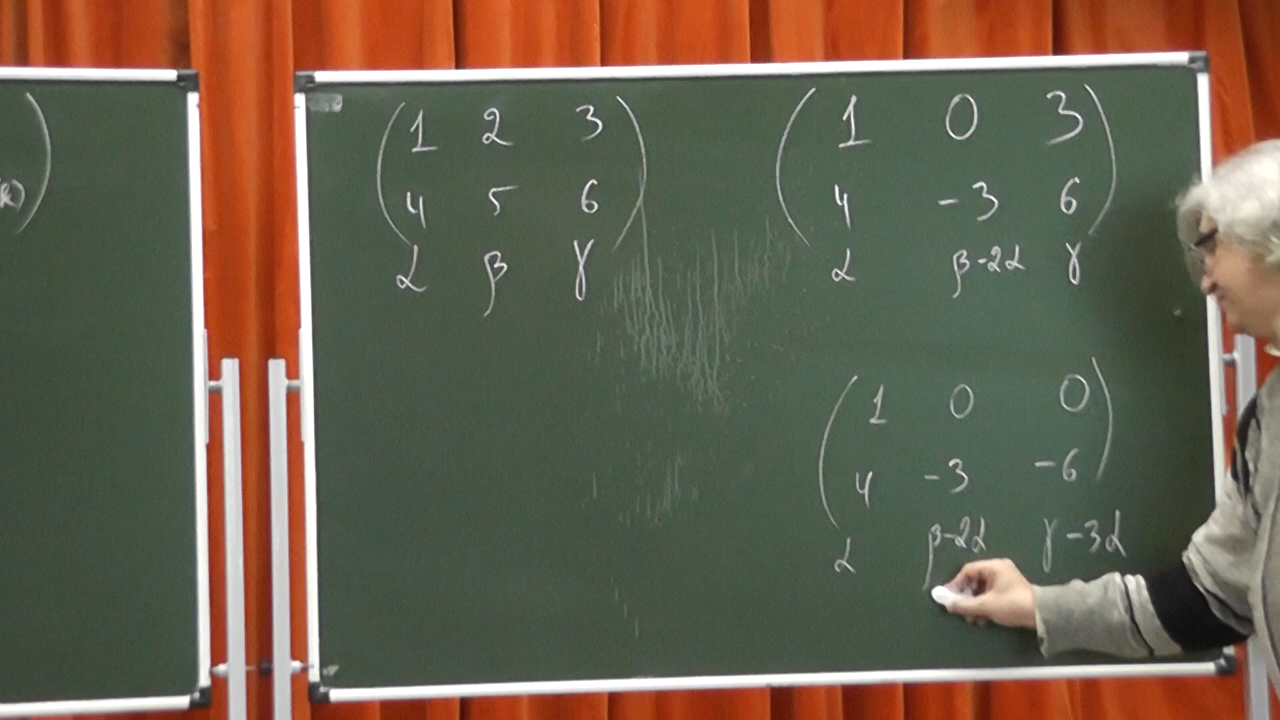 1 2 3
4 5 6
α β γ
1 0 3
4 -3 6
α β-2α γ
1 0 0
4 -3 -6
α β-2α γ-3α